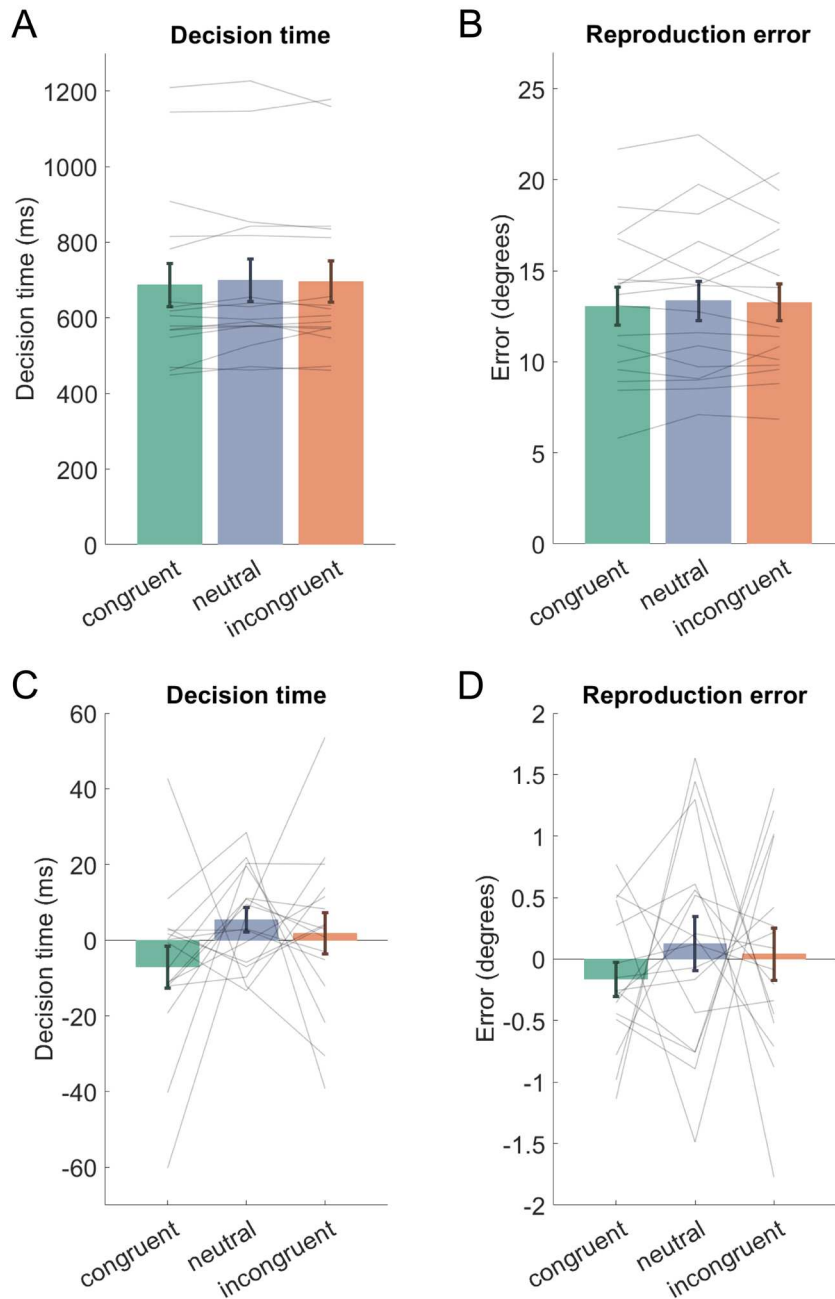 A
Decision time
Decision time (ms)
1200
1000
800
600
400
200
0
congruent
neutral
incongruent
B
Reproduction error
Error (degrees)
25
20
15
10
5
0
congruent
neutral
incongruent
C
Decision time
Decision time (ms)
60
40
20
0
-20
-40
-60
congruent
neutral
incongruent
D
Reproduction error
Error (degrees)
2
1.5
1
0.5
0
-0.5
-1
-1.5
-2
congruent
neutral
incongruent